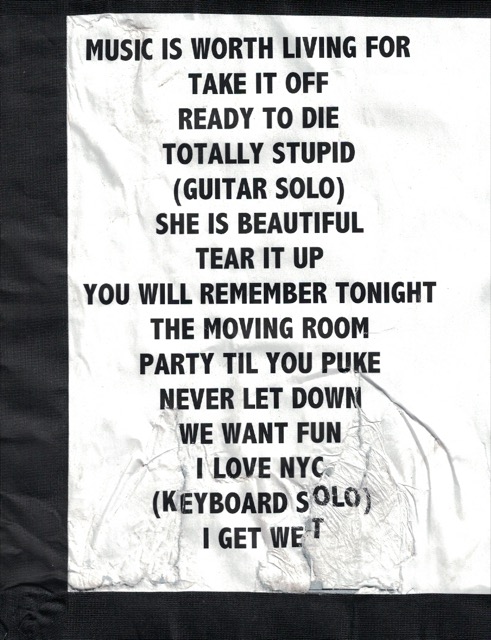 MUSIC IS WORTH LIVING FOR
TAKE IT OFF
READY TO DIE
TOTALLY STUPID
(GUITAR SOLO)
SHE IS BEAUTIFUL
TEAR IT UP
YOU WILL REMEMBER TONIGHT
THE MOVING ROOM
PARTY TIL YOU PUKE
NEVER LET DOWN
WE WANT FUN
I LOVE NYC
(KEYBOARD SOLO)
I GET WET